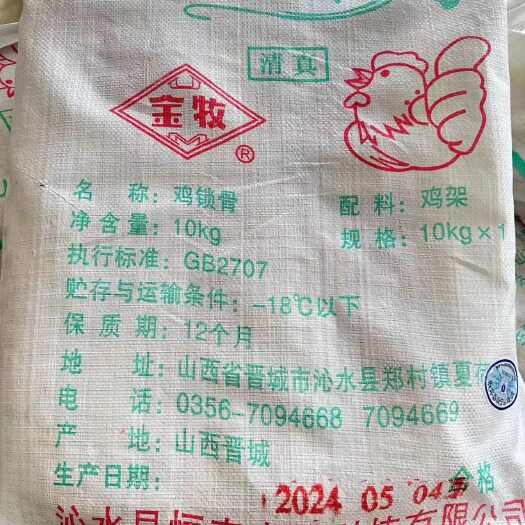 清真
金牧
®
名 称：鸡锁骨 配 料：鸡架
净含量：10kg 规 格：10kg×1
执行标准：GB2707
贮存与运输条件：-18℃以下
保 质 期：12个月
地 址：山西省晋城市沁水县郑村镇夏荷
电 话：0356-7094668 7094669
产 地：山西晋城
生产日期：
2024 05 04 合格
沁水县 有限公司